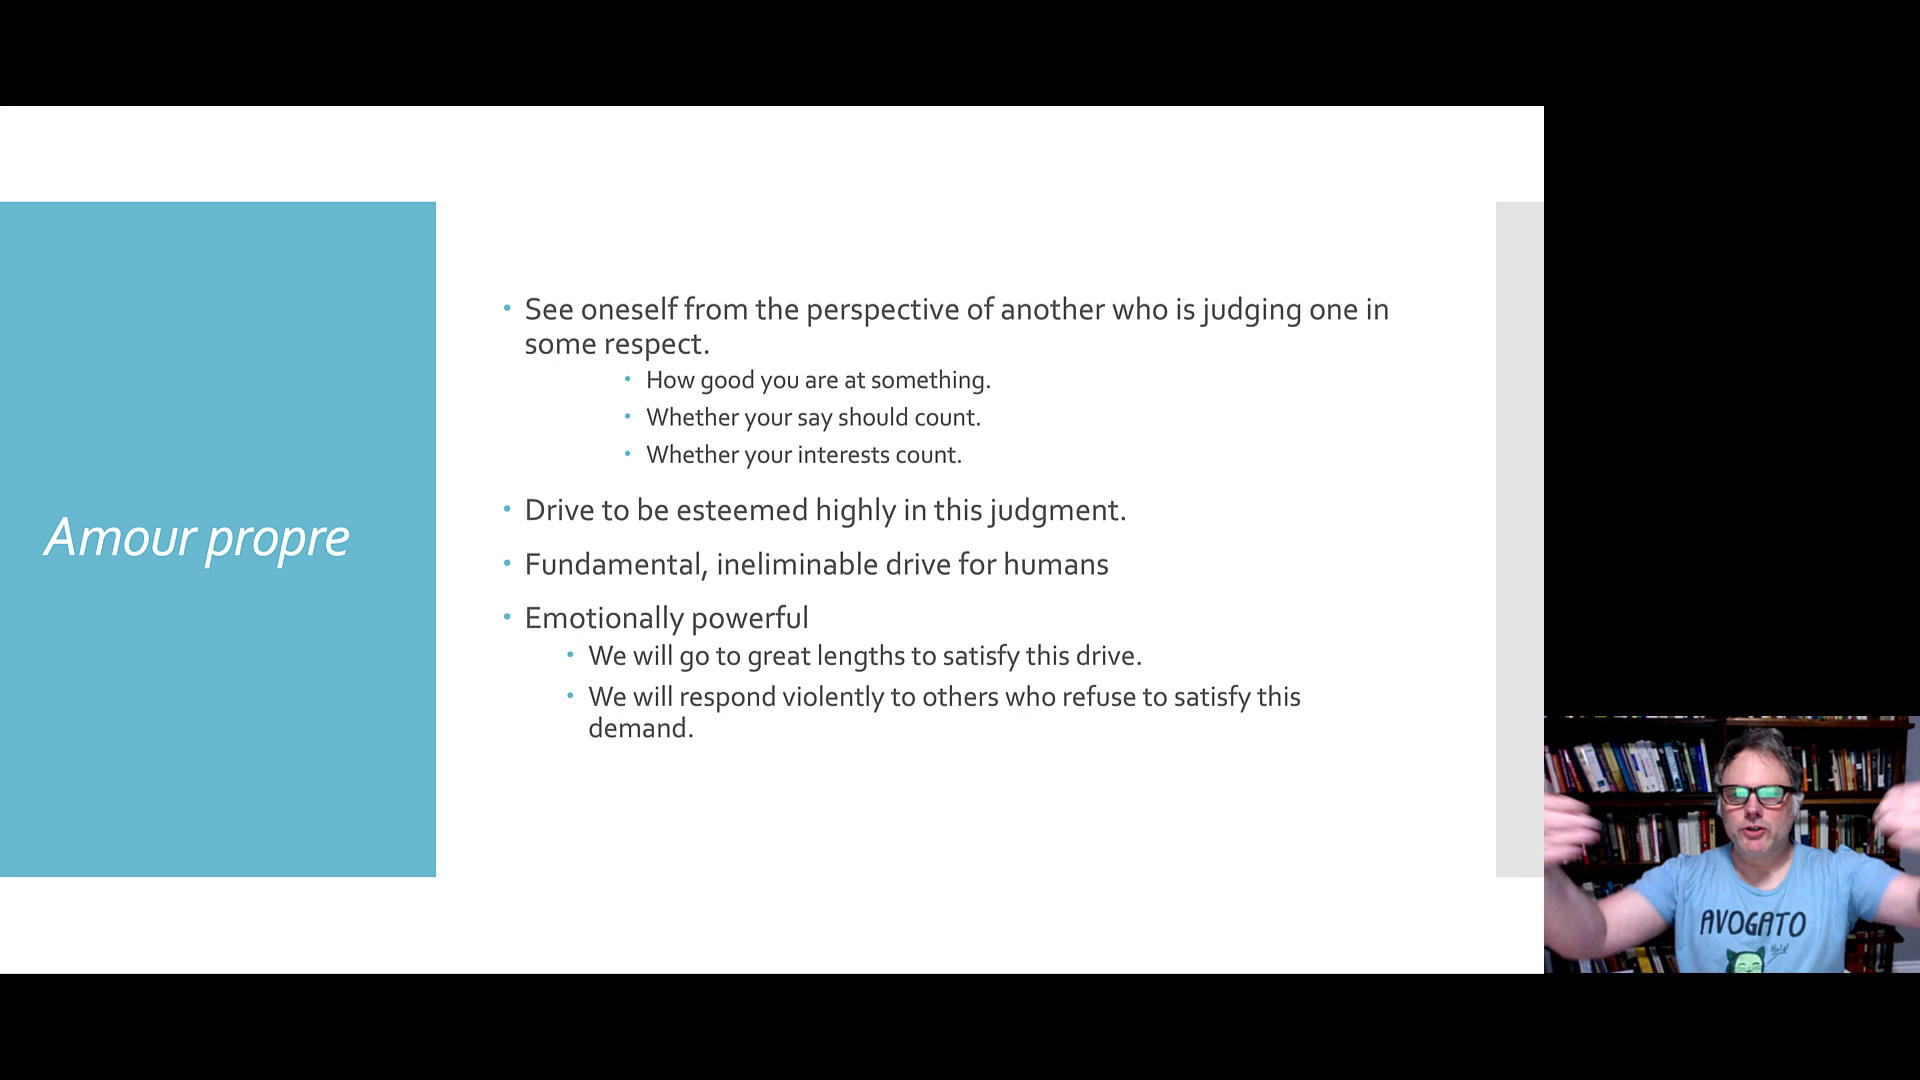 Amour propre
See oneself from the perspective of another who is judging one in
some respect.
How good you are at something.
Whether your say should count.
Whether your interests count.
Drive to be esteemed highly in this judgment.
Fundamental, ineliminable drive for humans
Emotionally powerful
We will go to great lengths to satisfy this drive.
We will respond violently to others who refuse to satisfy this
demand.
AVOGATO